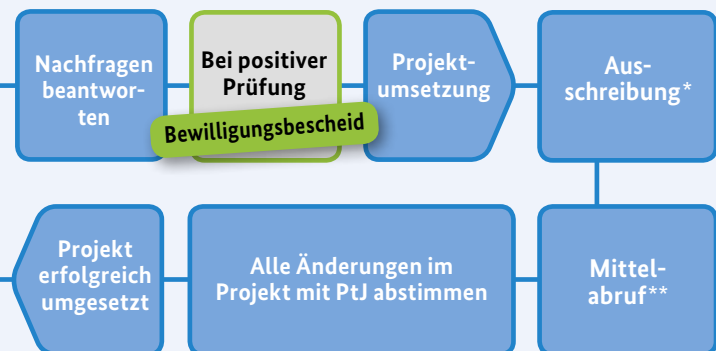 Nachfragen
beantwor-
ten
Bei positiver
Prüfung
Bewilligungsbescheid
Projekt-
umsetzung
Aus-
schreibung*
Projekt
erfolgreich
umgesetzt
Alle Änderungen im
Projekt mit PtJ abstimmen
Mittel-
abruf**